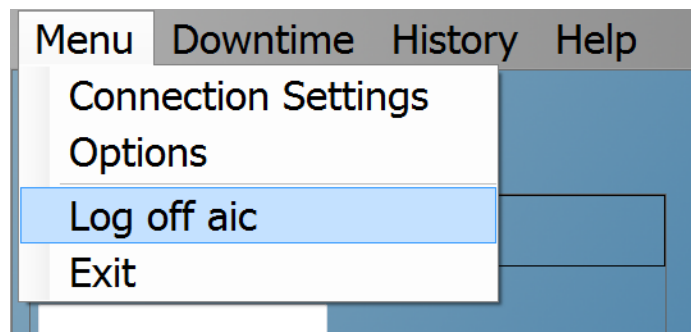 Menu Downtime History Help
Connection Settings
Options
Log off aic
Exit